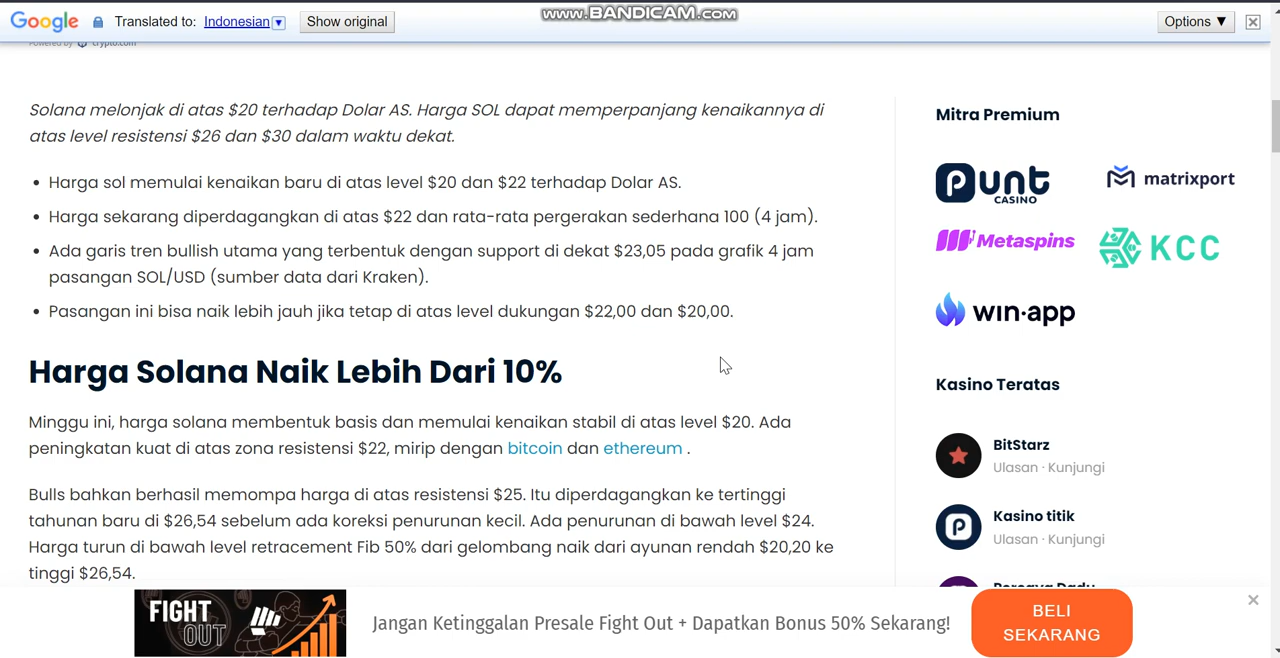 www.BANDICAM.com
Google Translated to: Indonesian Show original Options ▼
Powered by crypto.com
Solana melonjak di atas $20 terhadap Dolar AS. Harga SOL dapat memperpanjang kenaikannya di
atas level resistensi $26 dan $30 dalam waktu dekat.
• Harga sol memulai kenaikan baru di atas level $20 dan $22 terhadap Dolar AS.
• Harga sekarang diperdagangkan di atas $22 dan rata-rata pergerakan sederhana 100 (4 jam).
• Ada garis tren bullish utama yang terbentuk dengan support di dekat $23,05 pada grafik 4 jam
pasangan SOL/USD (sumber data dari Kraken).
• Pasangan ini bisa naik lebih jauh jika tetap di atas level dukungan $22,00 dan $20,00.
Harga Solana Naik Lebih Dari 10%
Minggu ini, harga solana membentuk basis dan memulai kenaikan stabil di atas level $20. Ada
peningkatan kuat di atas zona resistensi $22, mirip dengan bitcoin dan ethereum .
Bulls bahkan berhasil memompa harga di atas resistensi $25. Itu diperdagangkan ke tertinggi
tahunan baru di $26,54 sebelum ada koreksi penurunan kecil. Ada penurunan di bawah level $24.
Harga turun di bawah level retracement Fib 50% dari gelombang naik dari ayunan rendah $20,20 ke
tinggi $26,54.
Mitra Premium
PUNT
CASINO
matrixport
Metaspins
KCC
win·app
Kasino Teratas
BitStarz
Ulasan · Kunjungi
Kasino titik
Ulasan · Kunjungi
Percaya Dadu
FIGHT
OUT
Jangan Ketinggalan Presale Fight Out + Dapatkan Bonus 50% Sekarang!
BELI
SEKARANG